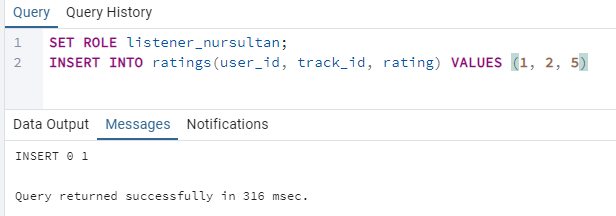 Query Query History
1 SET ROLE listener_nursultan;
2 INSERT INTO ratings(user_id, track_id, rating) VALUES (1, 2, 5)
Data Output Messages Notifications
INSERT 0 1
Query returned successfully in 316 msec.